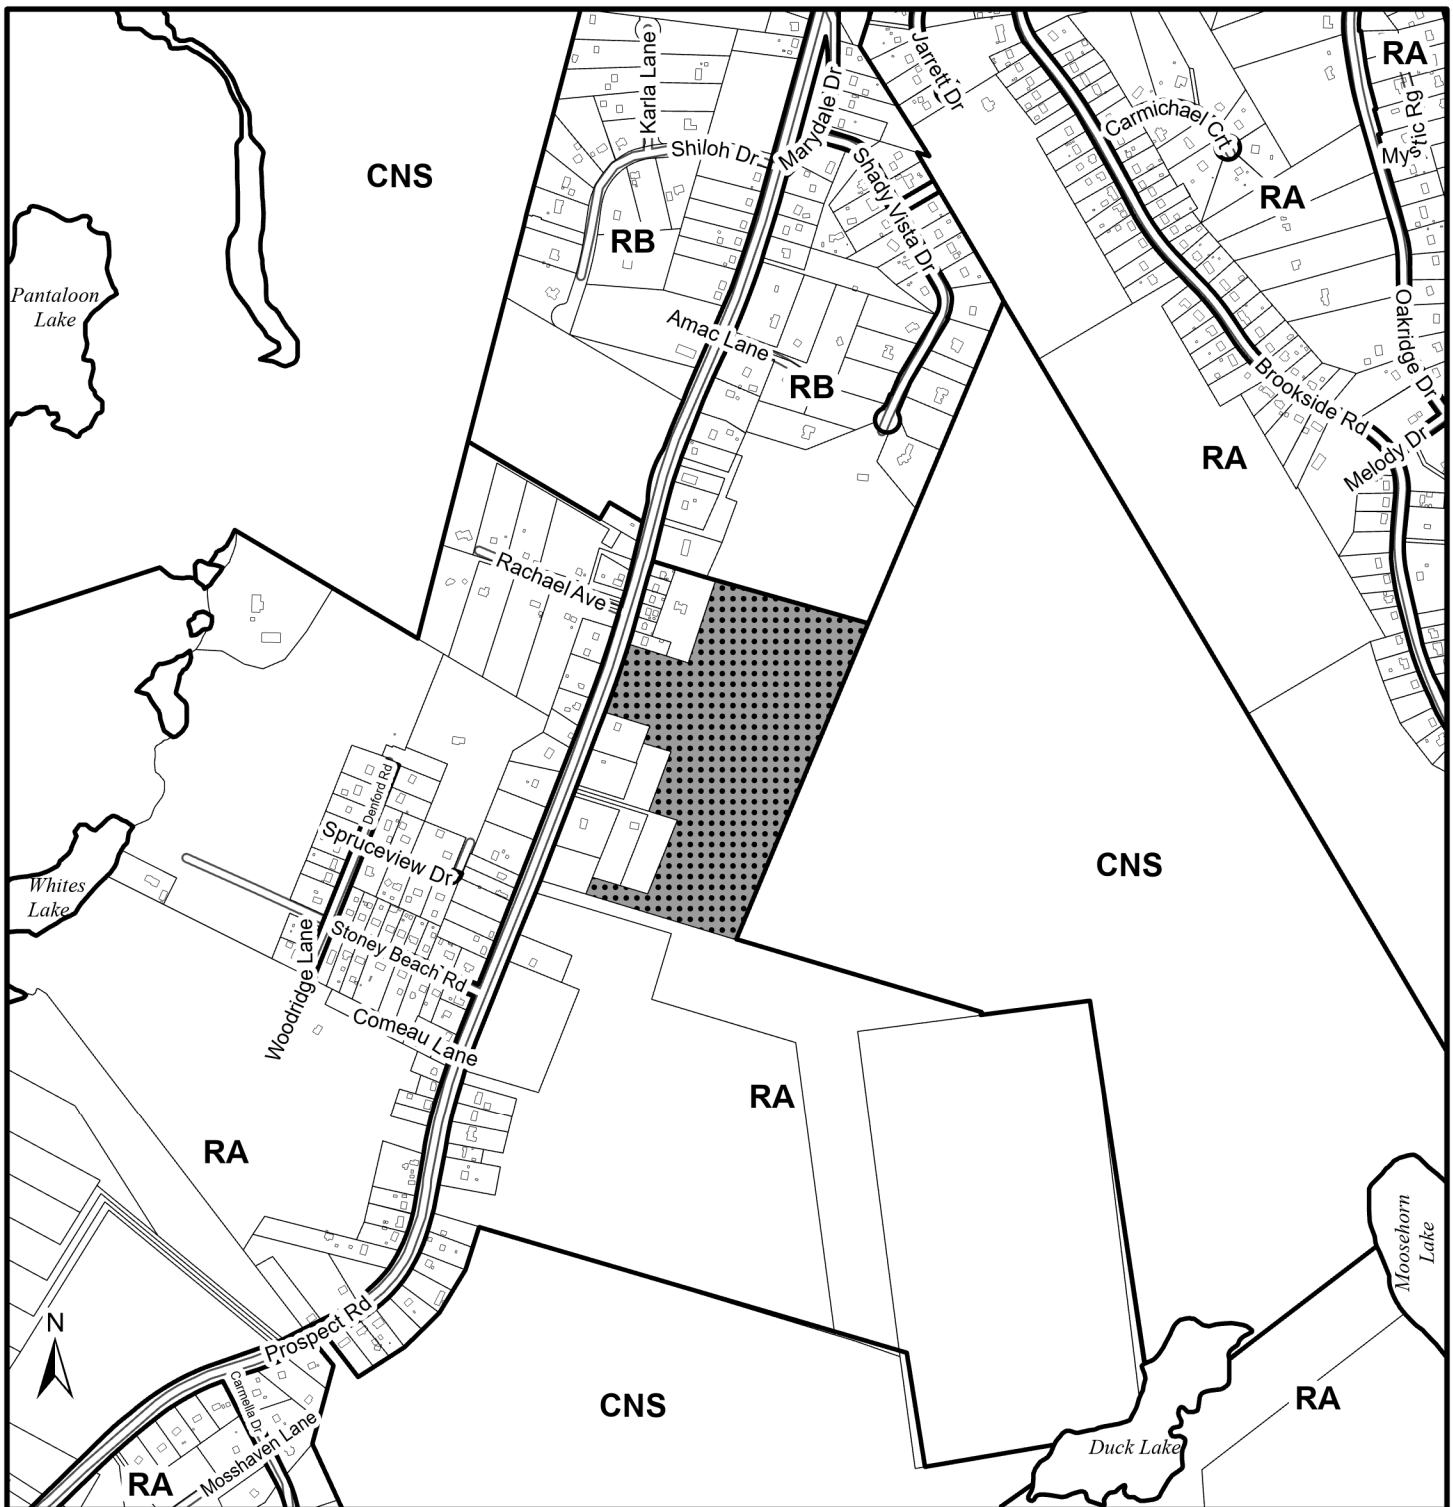 Karla Lane
Jarrett Dr
RA
Carmichael Crt
Mystic Rg
Marydale Dr
Shiloh Dr
CNS
Shady Vista Dr
RA
RB
Pantaloon
Lake
Amac Lane
Oakridge Dr
RB
Brookside Rd
RA
Melody Dr
Rachael Ave
Denford Rd
Spruceview Dr
CNS
Whites
Lake
Stoney Beach Rd
Woodridge Lane
Comeau Lane
RA
RA
Moosehorn
Lake
N
Prospect Rd
Carmella Dr
CNS
RA
Mosshaven Lane
Duck Lake
RA